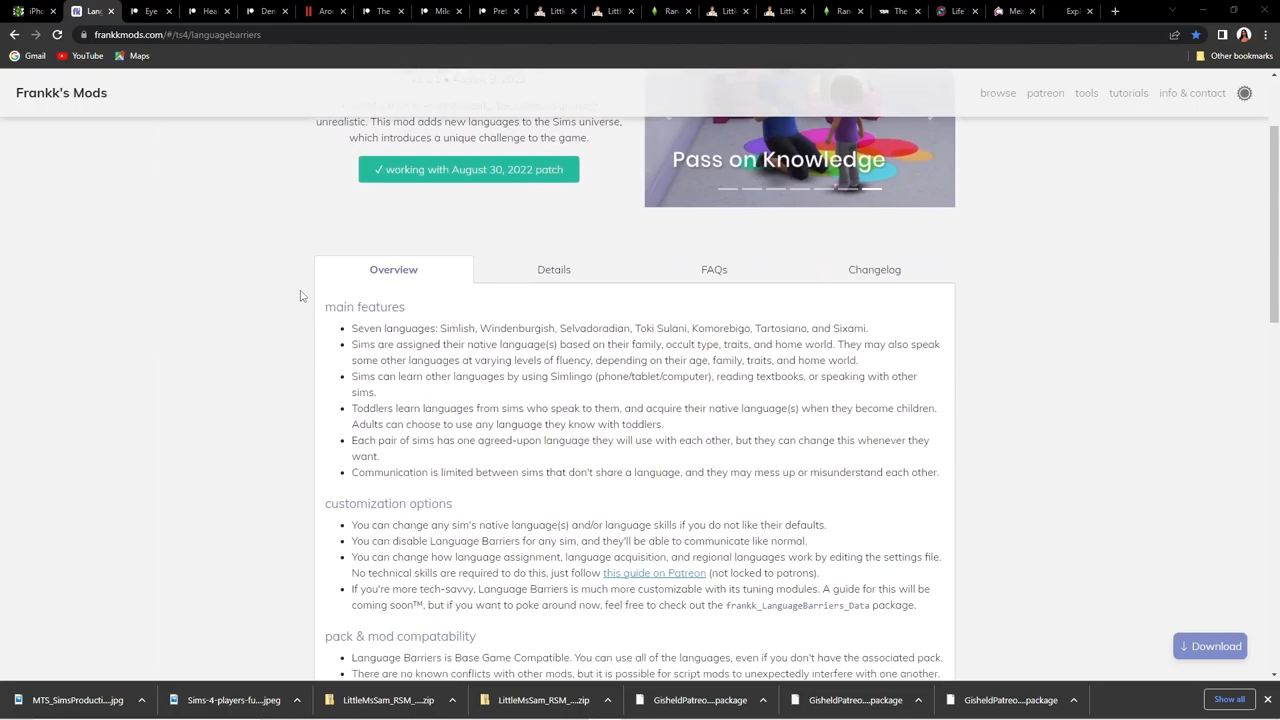 iPho
Lang
Eye
Heal
Den
Aro
The
Mile
Pret
Littl
Littl
Ran
Littl
Littl
Ran
The
Life'
Mea
Expl
frankkmods.com/#/ts4/languagebarriers
Gmail
YouTube
Maps
Other bookmarks
Frankk's Mods
browse
patreon
tools
tutorials
info & contact
unrealistic. This mod adds new languages to the Sims universe,
which introduces a unique challenge to the game.
✓ working with August 30, 2022 patch
Pass on Knowledge
Overview
Details
FAQs
Changelog
main features
• Seven languages: Simlish, Windenburgish, Selvadoradian, Toki Sulani, Komorebigo, Tartosiano, and Sixami.
• Sims are assigned their native language(s) based on their family, occult type, traits, and home world. They may also speak
some other languages at varying levels of fluency, depending on their age, family, traits, and home world.
• Sims can learn other languages by using Simlingo (phone/tablet/computer), reading textbooks, or speaking with other
sims.
• Toddlers learn languages from sims who speak to them, and acquire their native language(s) when they become children.
Adults can choose to use any language they know with toddlers.
• Each pair of sims has one agreed-upon language they will use with each other, but they can change this whenever they
want.
• Communication is limited between sims that don't share a language, and they may mess up or misunderstand each other.
customization options
• You can change any sim's native language(s) and/or language skills if you do not like their defaults.
• You can disable Language Barriers for any sim, and they'll be able to communicate like normal.
• You can change how language assignment, language acquisition, and regional languages work by editing the settings file.
No technical skills are required to do this, just follow this guide on Patreon (not locked to patrons).
• If you're more tech-savvy, Language Barriers is much more customizable with its tuning modules. A guide for this will be
coming soon™, but if you want to poke around now, feel free to check out the frankk_LanguageBarriers_Data package.
pack & mod compatability
• Language Barriers is Base Game Compatible. You can use all of the languages, even if you don't have the associated pack.
• There are no known conflicts with other mods, but it is possible for script mods to unexpectedly interfere with one another.
↓ Download
MTS_SimsProducti....jpg
Sims-4-players-fu....jpeg
LittleMsSam_RSM_....zip
LittleMsSam_RSM_....zip
GisheldPatreo....package
GisheldPatreo....package
GisheldPatreo....package
Show all